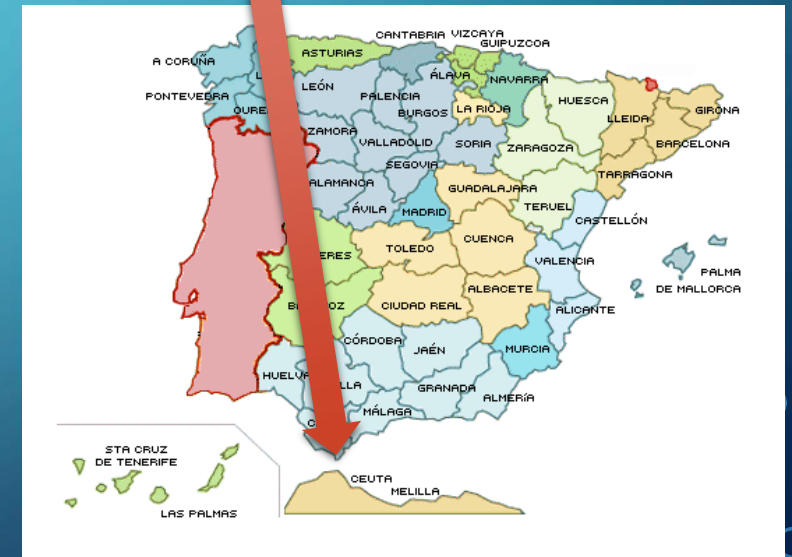 CANTABRIA VIZCAYA
GUIPUZCOA
ASTURIAS
A CORUÑA
LEÓN
ÁLAVA
NAVARRA
PONTEVEDRA
PALENCIA
HUESCA
BURGOS
LA RIOJA
LLEIDA
GIRONA
ZAMORA
VALLADOLID
SORIA
ZARAGOZA
BARCELONA
SEGOVIA
TARRAGONA
GUADALAJARA
ÁVILA
MADRID
TERUEL
CASTELLÓN
TOLEDO
CUENCA
VALENCIA
PALMA
DE MALLORCA
ALBACETE
CIUDAD REAL
ALICANTE
CÓRDOBA
JAÉN
MURCIA
GRANADA
ALMERÍA
MÁLAGA
STA CRUZ
DE TENERIFE
CEUTA
MELILLA
LAS PALMAS